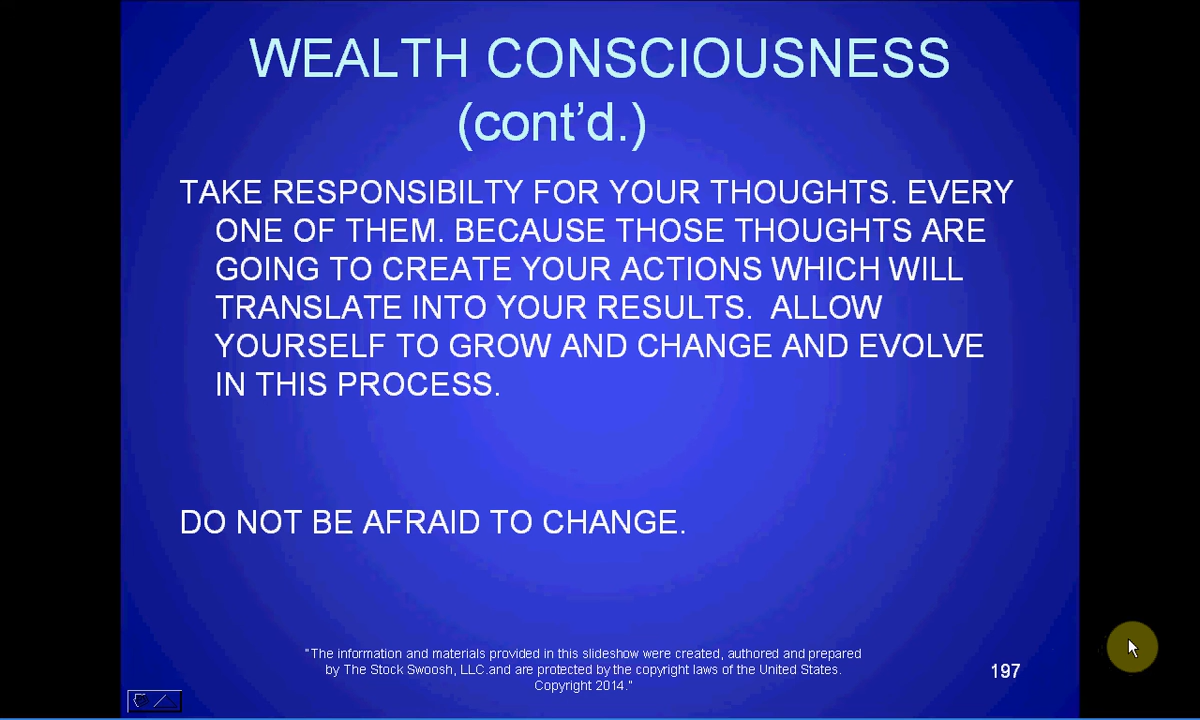 WEALTH CONSCIOUSNESS
(cont’d.)
TAKE RESPONSIBILTY FOR YOUR THOUGHTS. EVERY
ONE OF THEM. BECAUSE THOSE THOUGHTS ARE
GOING TO CREATE YOUR ACTIONS WHICH WILL
TRANSLATE INTO YOUR RESULTS.  ALLOW
YOURSELF TO GROW AND CHANGE AND EVOLVE
IN THIS PROCESS.
DO NOT BE AFRAID TO CHANGE.
"The information and materials provided in this slideshow were created, authored and prepared
by The Stock Swoosh, LLC.and are protected by the copyright laws of the United States.
Copyright 2014."
197